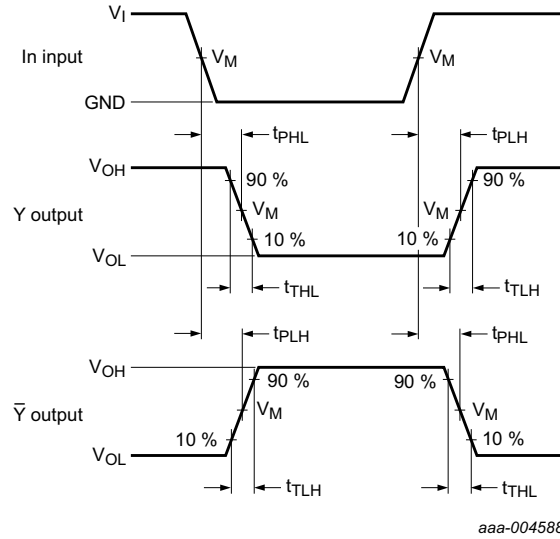 V_I
In input
V_M
V_M
GND
t_PHL
t_PLH
V_OH
90 %
90 %
Y output
V_M
V_M
10 %
10 %
V_OL
t_THL
t_TLH
t_PLH
t_PHL
V_OH
90 %
90 %
Y̅ output
V_M
V_M
10 %
10 %
V_OL
t_TLH
t_THL
aaa-004588